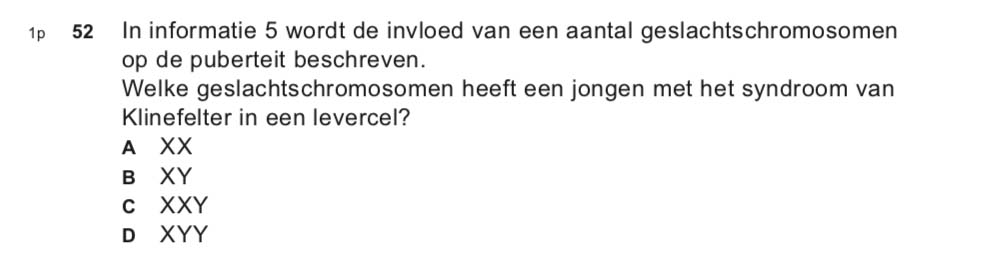 1p 52 In informatie 5 wordt de invloed van een aantal geslachtschromosomen
op de puberteit beschreven.
Welke geslachtschromosomen heeft een jongen met het syndroom van
Klinefelter in een levercel?
A XX
B XY
C XXY
D XYY